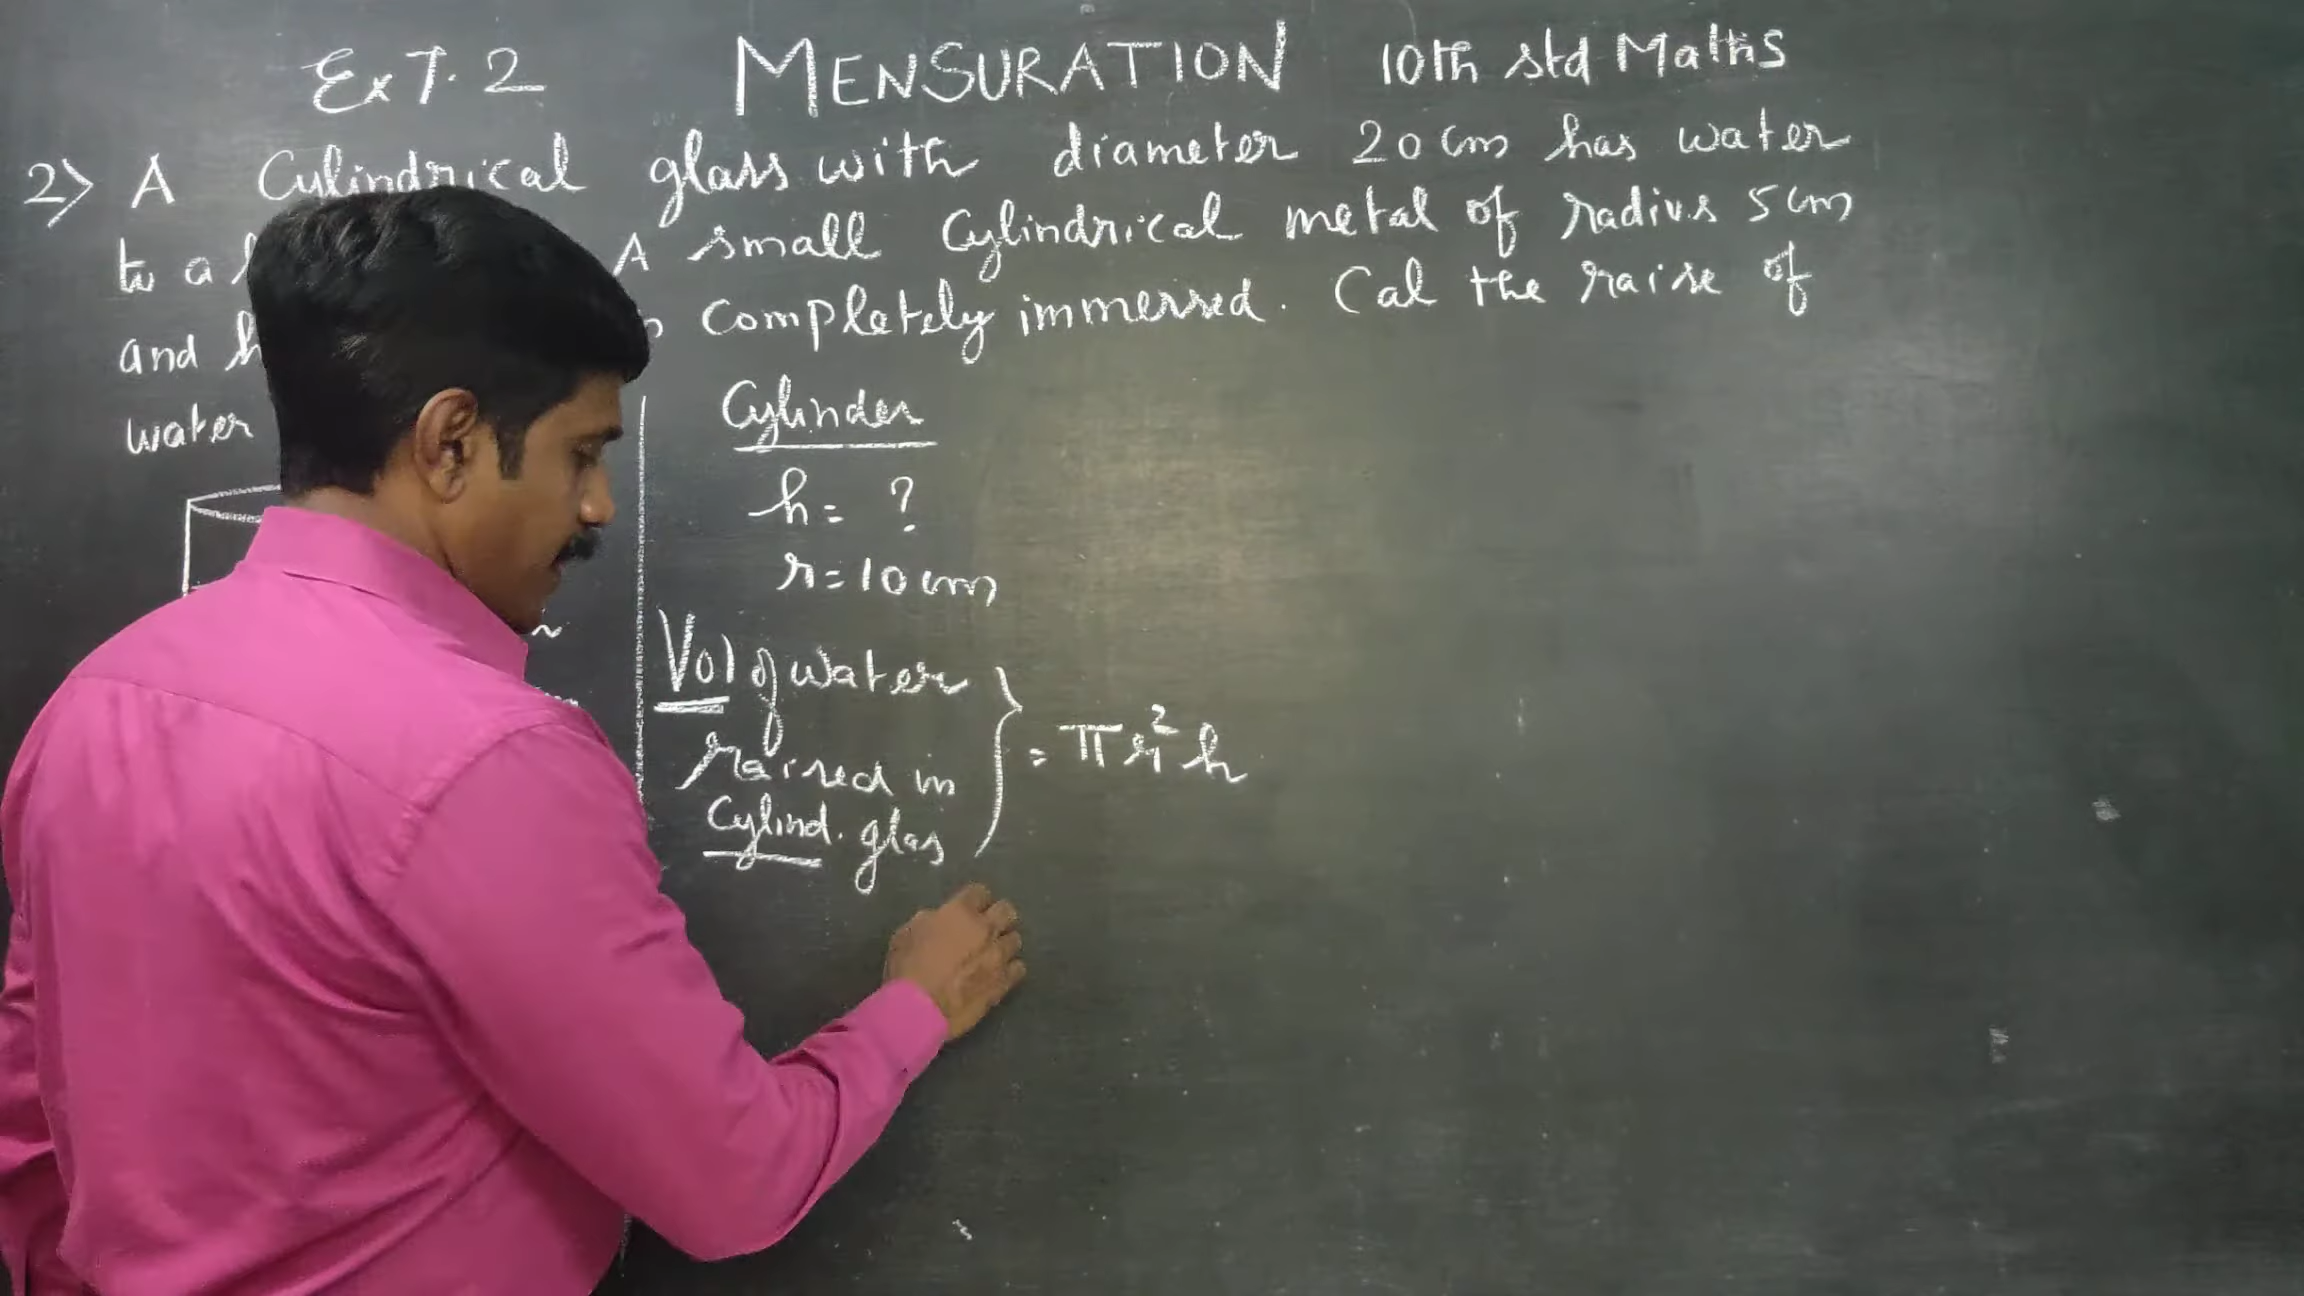 Ex 7.2 MENSURATION 10th std Maths
2) A Cylindrical glass with diameter 20 cm has water
to a A small Cylindrical metal of radius 5 cm
and completely immersed. Cal the raise of
water
Cylinder
h = ?
r = 10 cm
Vol of water
raised in
Cylind. glas
= πr²h